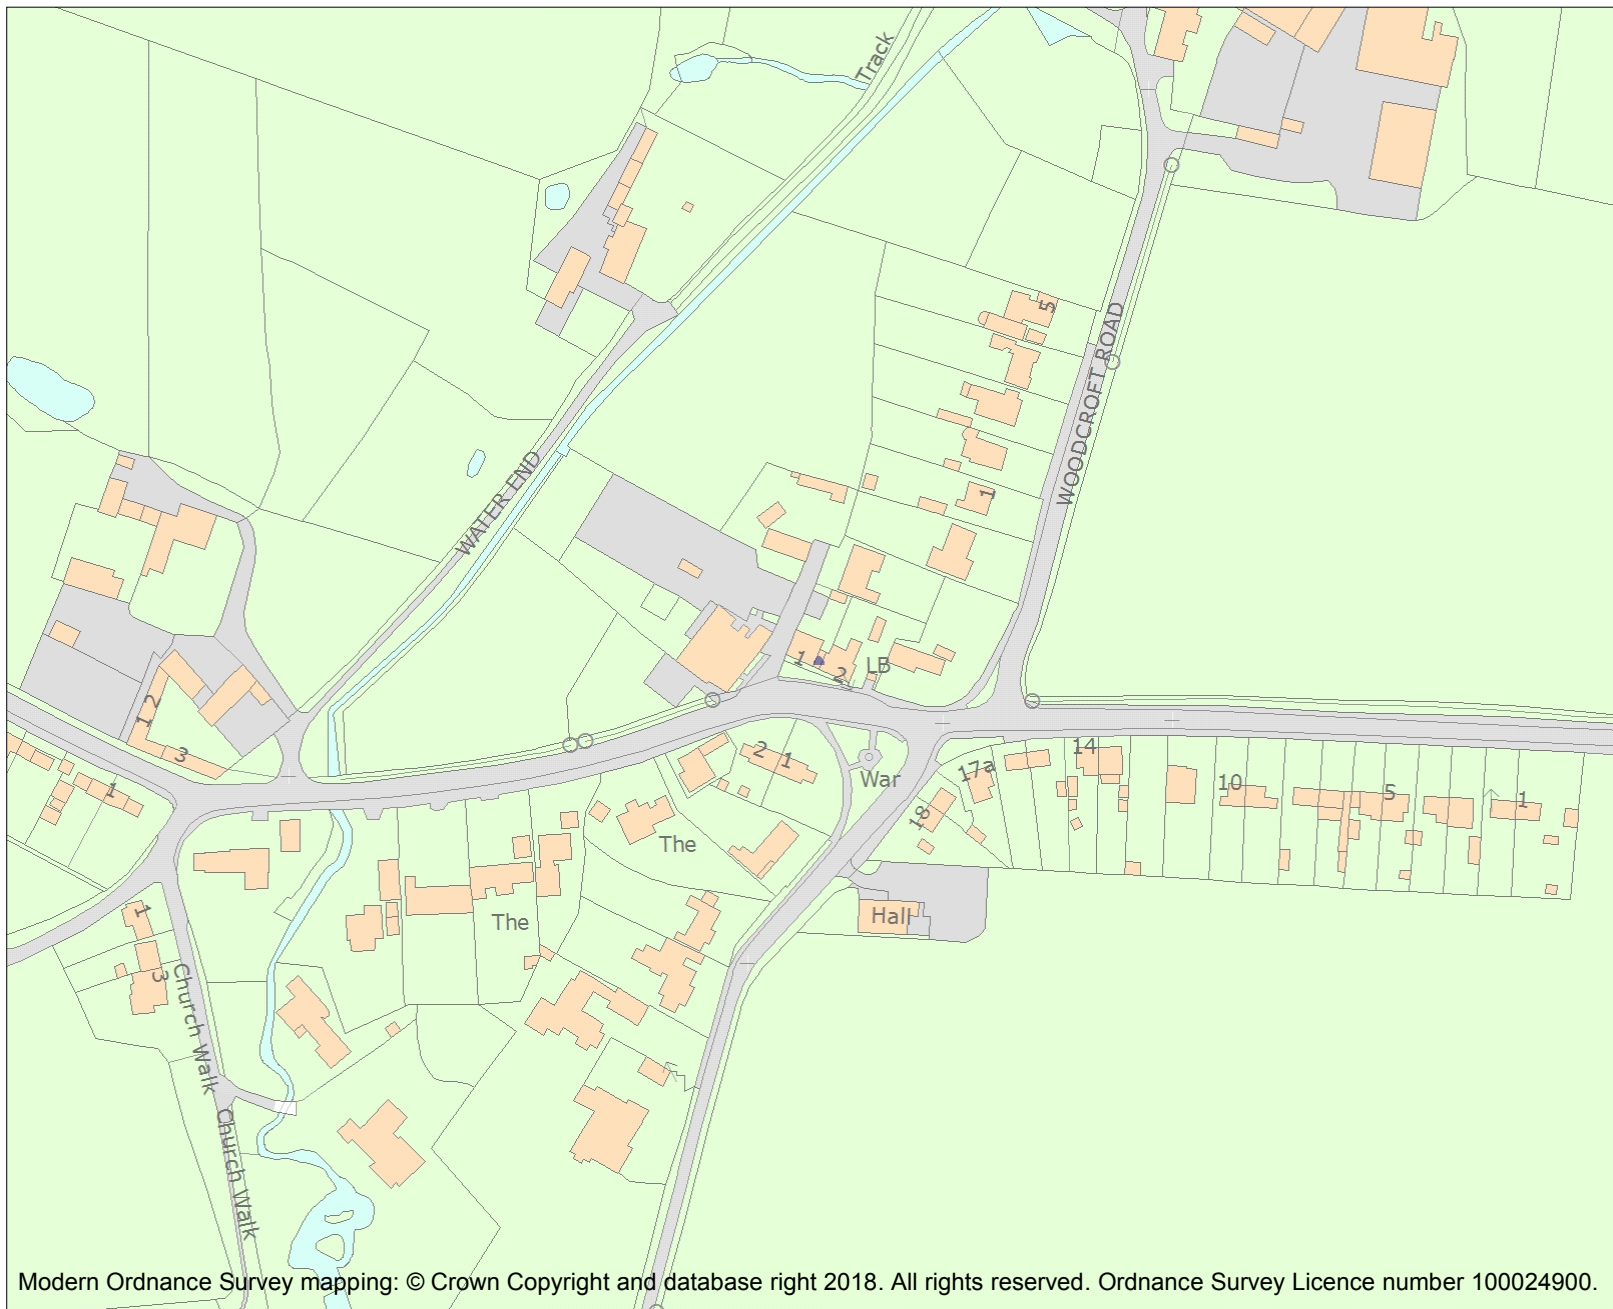 Track
5
WOODCROFT ROAD
1
WATER END
LB
1
2
1 2
3
1
2 1
War
17a
14
10
5
1
18
The
The
Hall
1
3
Church Walk
Church Walk
Modern Ordnance Survey mapping: © Crown Copyright and database right 2018. All rights reserved. Ordnance Survey Licence number 100024900.